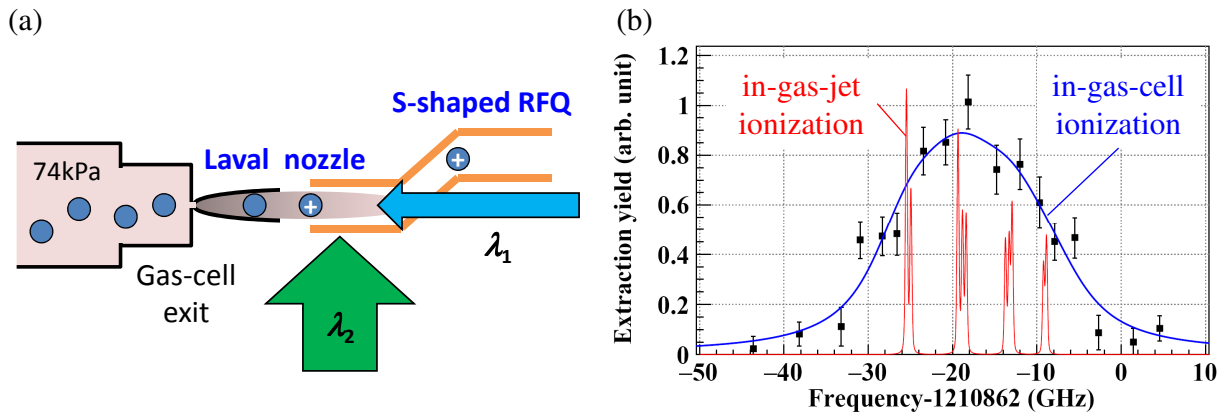 (a)
S-shaped RFQ
74kPa
Laval nozzle
λ1
Gas-cell
exit
λ2
(b)
Extraction yield (arb. unit)
1.2
1
0.8
0.6
0.4
0.2
0
in-gas-jet
ionization
in-gas-cell
ionization
−50 −40 −30 −20 −10 0 10
Frequency-1210862 (GHz)